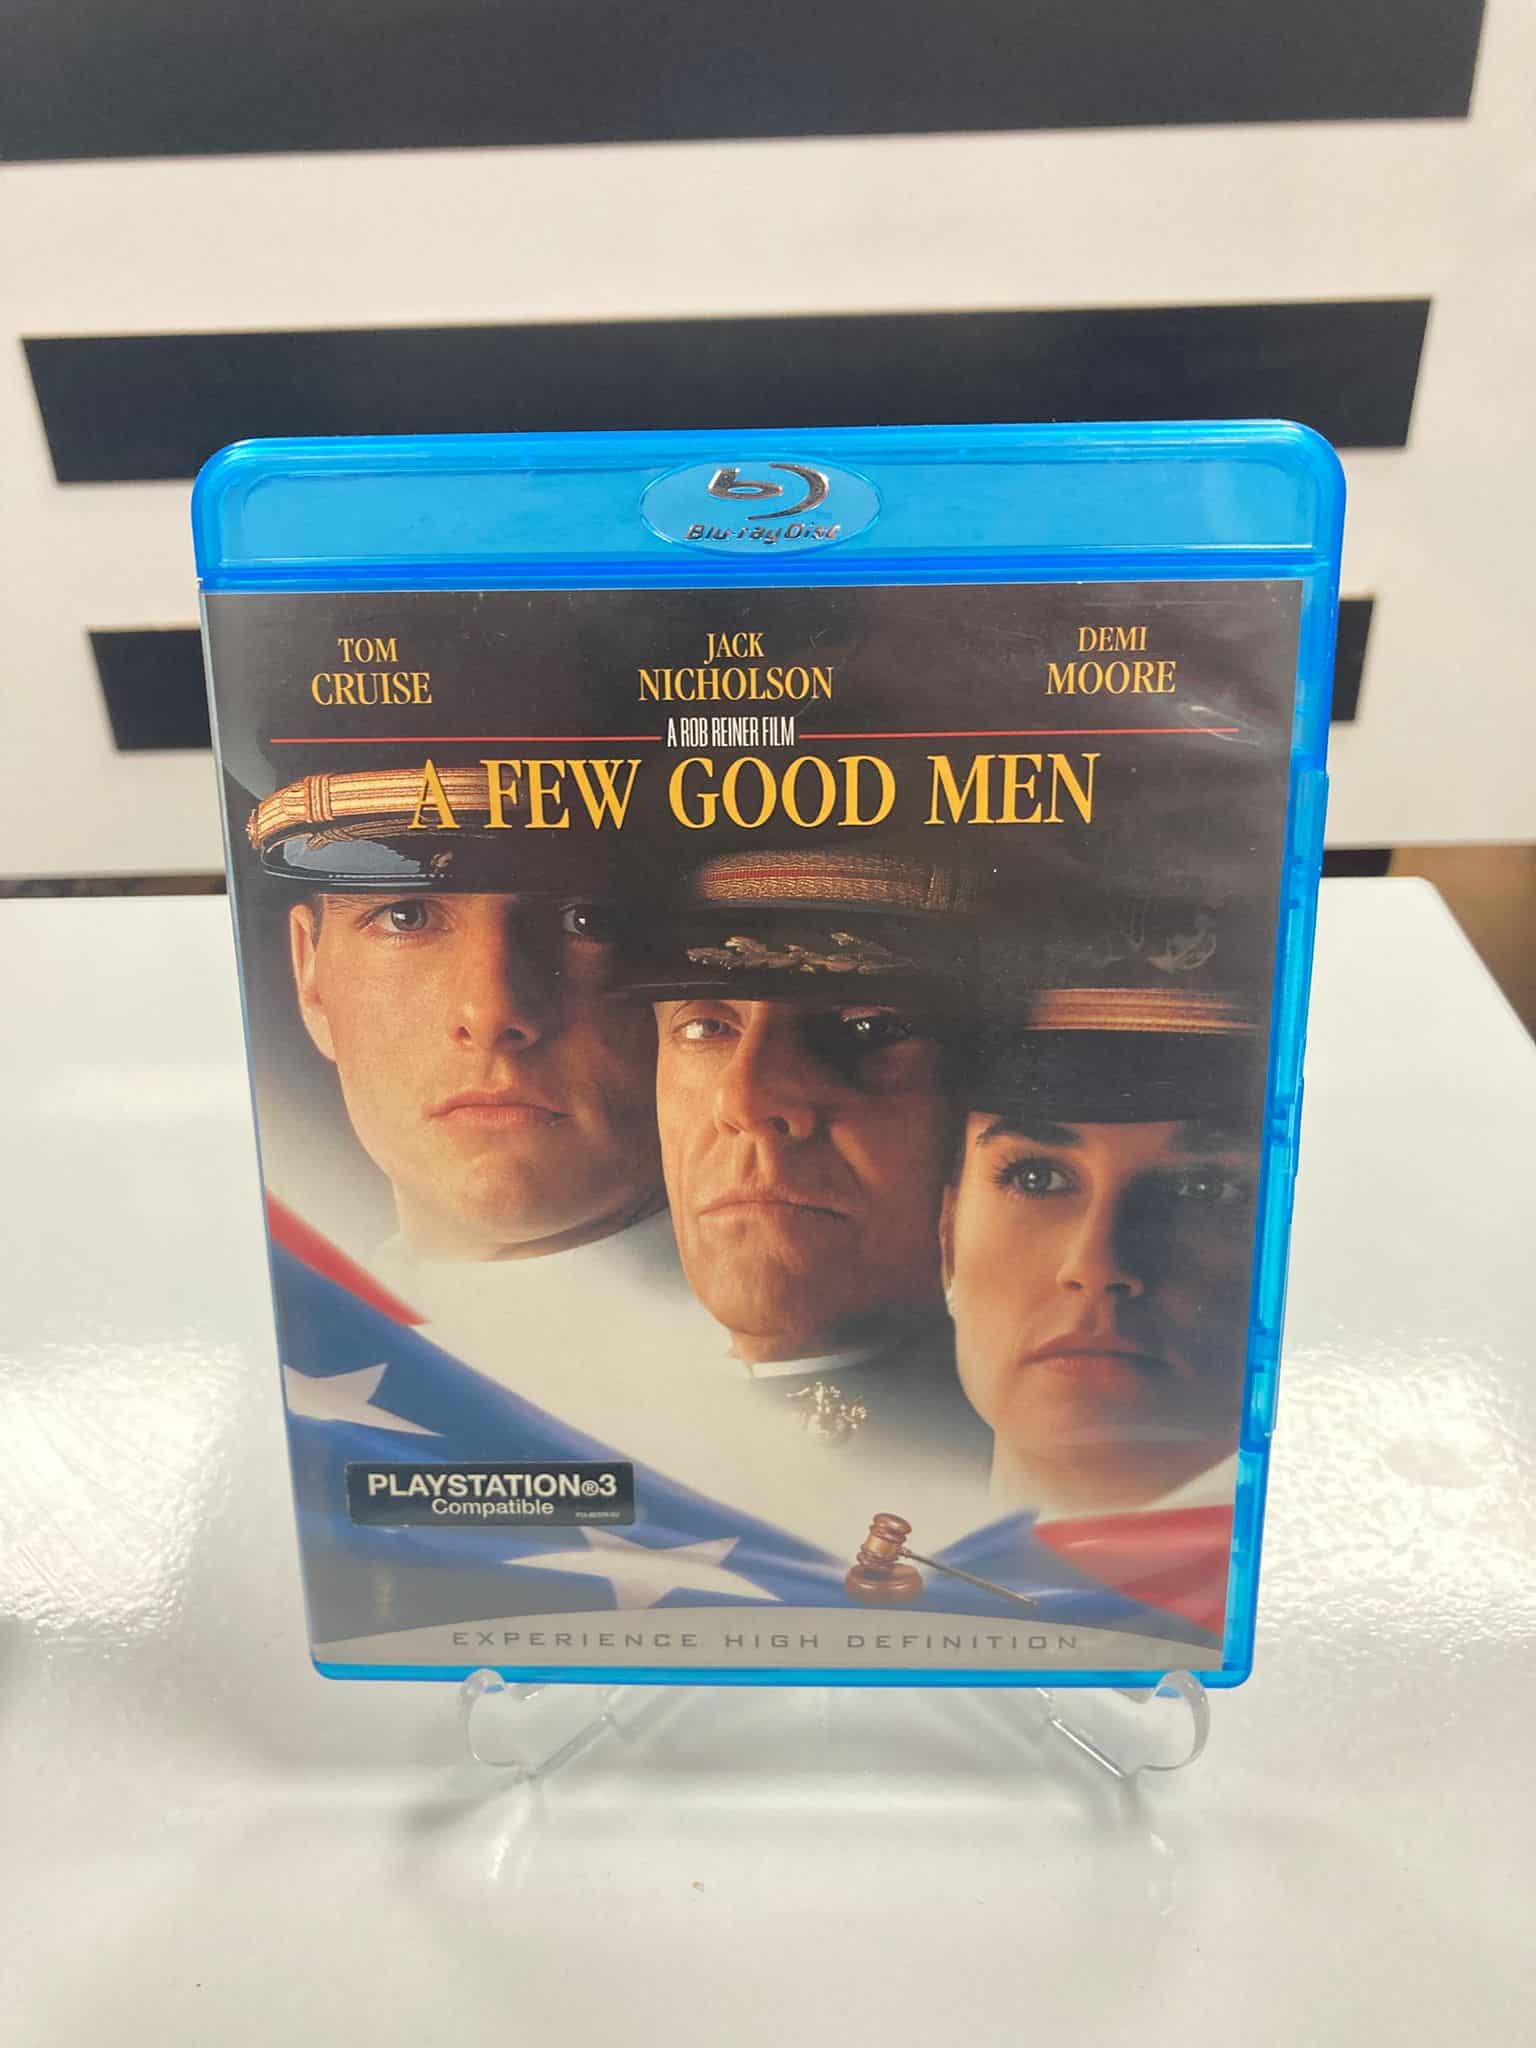 Blu-ray Disc
TOM CRUISE
JACK NICHOLSON
DEMI MOORE
A ROB REINER FILM
A FEW GOOD MEN
PLAYSTATION®3
Compatible
EXPERIENCE HIGH DEFINITION